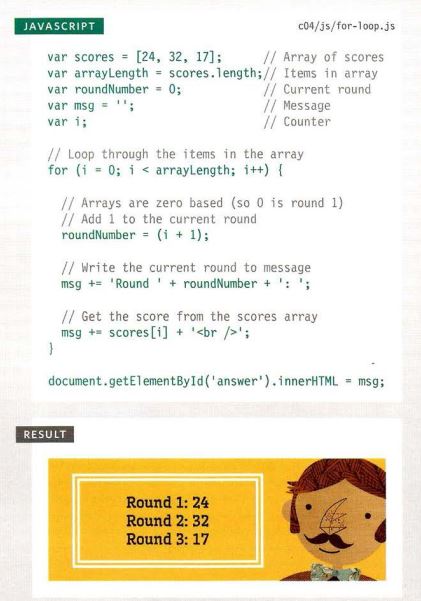 JAVASCRIPT c04/js/for-loop.js
var scores = [24, 32, 17]; // Array of scores
var arrayLength = scores.length;// Items in array
var roundNumber = 0; // Current round
var msg = ''; // Message
var i; // Counter
// Loop through the items in the array
for (i = 0; i < arrayLength; i++) {
// Arrays are zero based (so 0 is round 1)
// Add 1 to the current round
roundNumber = (i + 1);
// Write the current round to message
msg += 'Round ' + roundNumber + ': ';
// Get the score from the scores array
msg += scores[i] + '<br />';
}
document.getElementById('answer').innerHTML = msg;
RESULT
Round 1: 24
Round 2: 32
Round 3: 17